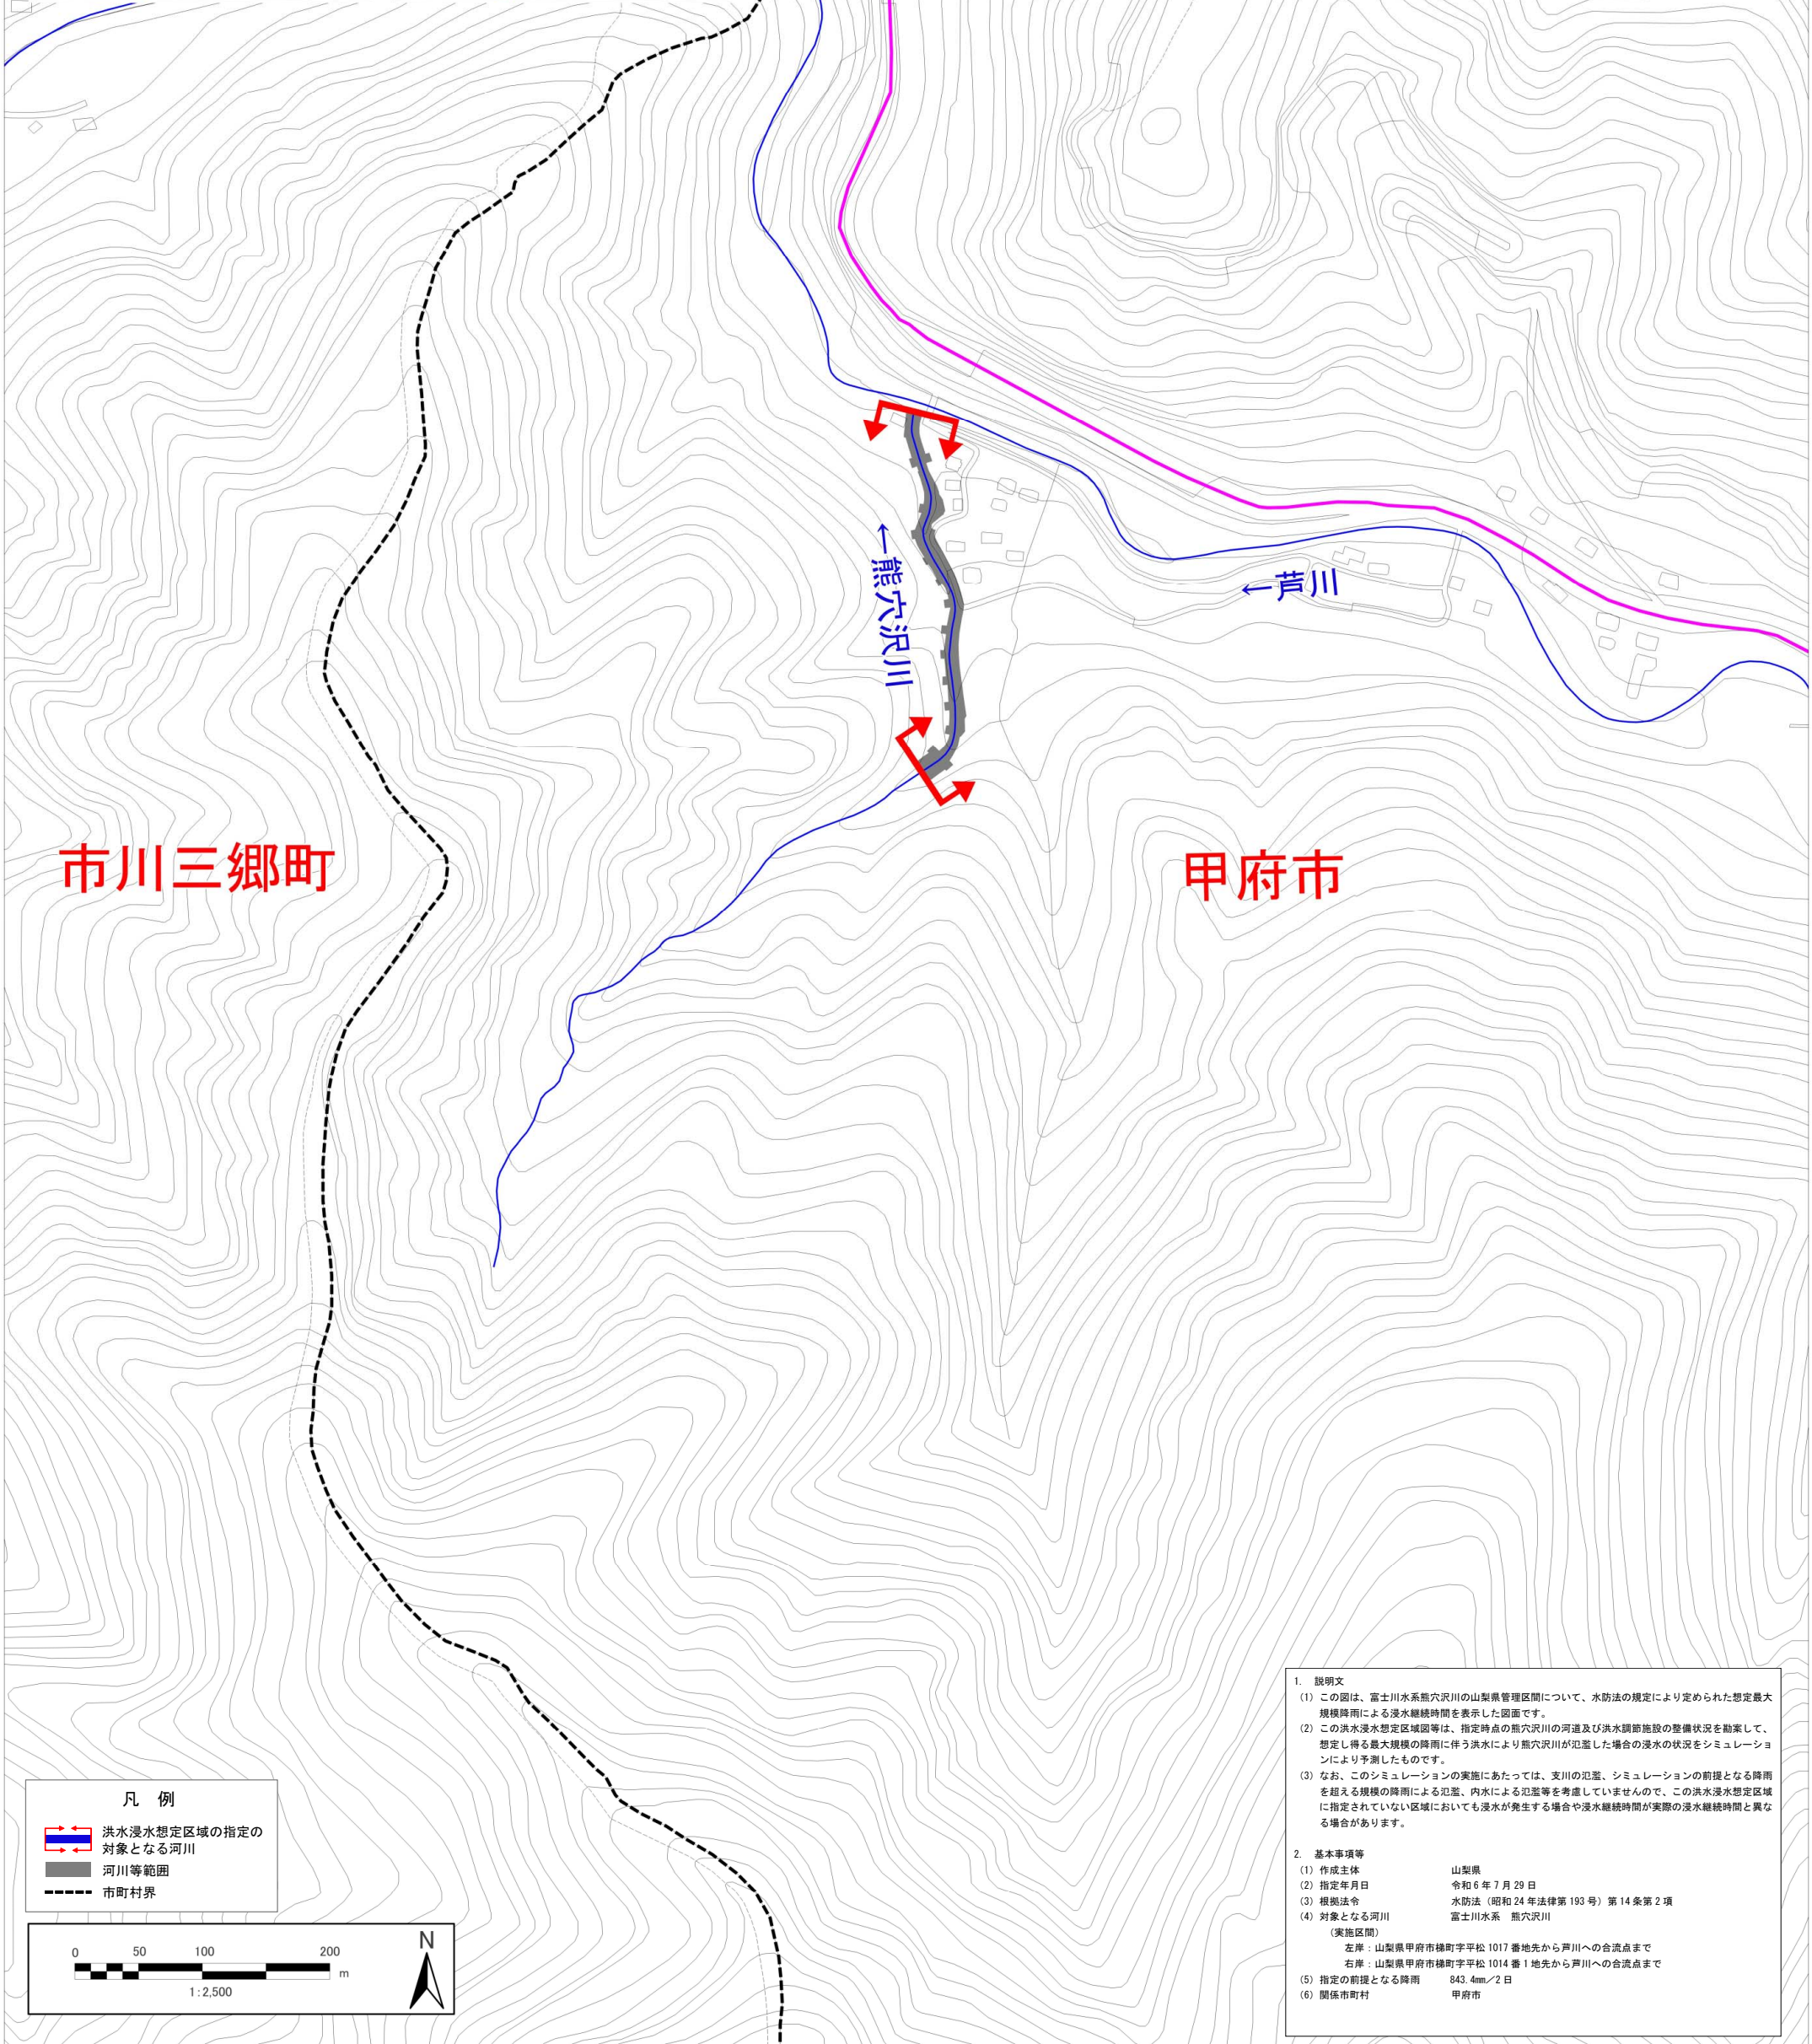 ←熊穴沢川
←芦川
市川三郷町
甲府市
凡　例
洪水浸水想定区域の指定の
対象となる河川
河川等範囲
市町村界
0 50 100 200
m
1:2,500
N
1.　説明文
(1) この図は、富士川水系熊穴沢川の山梨県管理区間について、水防法の規定により定められた想定最大
規模降雨による浸水継続時間を表示した図面です。
(2) この洪水浸水想定区域図等は、指定時点の熊穴沢川の河道及び洪水調節施設の整備状況を勘案して、
想定し得る最大規模の降雨に伴う洪水により熊穴沢川が氾濫した場合の浸水の状況をシミュレーショ
ンにより予測したものです。
(3) なお、このシミュレーションの実施にあたっては、支川の氾濫、シミュレーションの前提となる降雨
を超える規模の降雨による氾濫、内水による氾濫等を考慮していませんので、この洪水浸水想定区域
に指定されていない区域においても浸水が発生する場合や浸水継続時間が実際の浸水継続時間と異な
る場合があります。
2.　基本事項等
(1) 作成主体 山梨県
(2) 指定年月日 令和6年7月29日
(3) 根拠法令 水防法（昭和24年法律第193号）第14条第2項
(4) 対象となる河川 富士川水系　熊穴沢川
（実施区間）
左岸：山梨県甲府市梯町字平松1017番地先から芦川への合流点まで
右岸：山梨県甲府市梯町字平松1014番1地先から芦川への合流点まで
(5) 指定の前提となる降雨 843.4mm／2日
(6) 関係市町村 甲府市